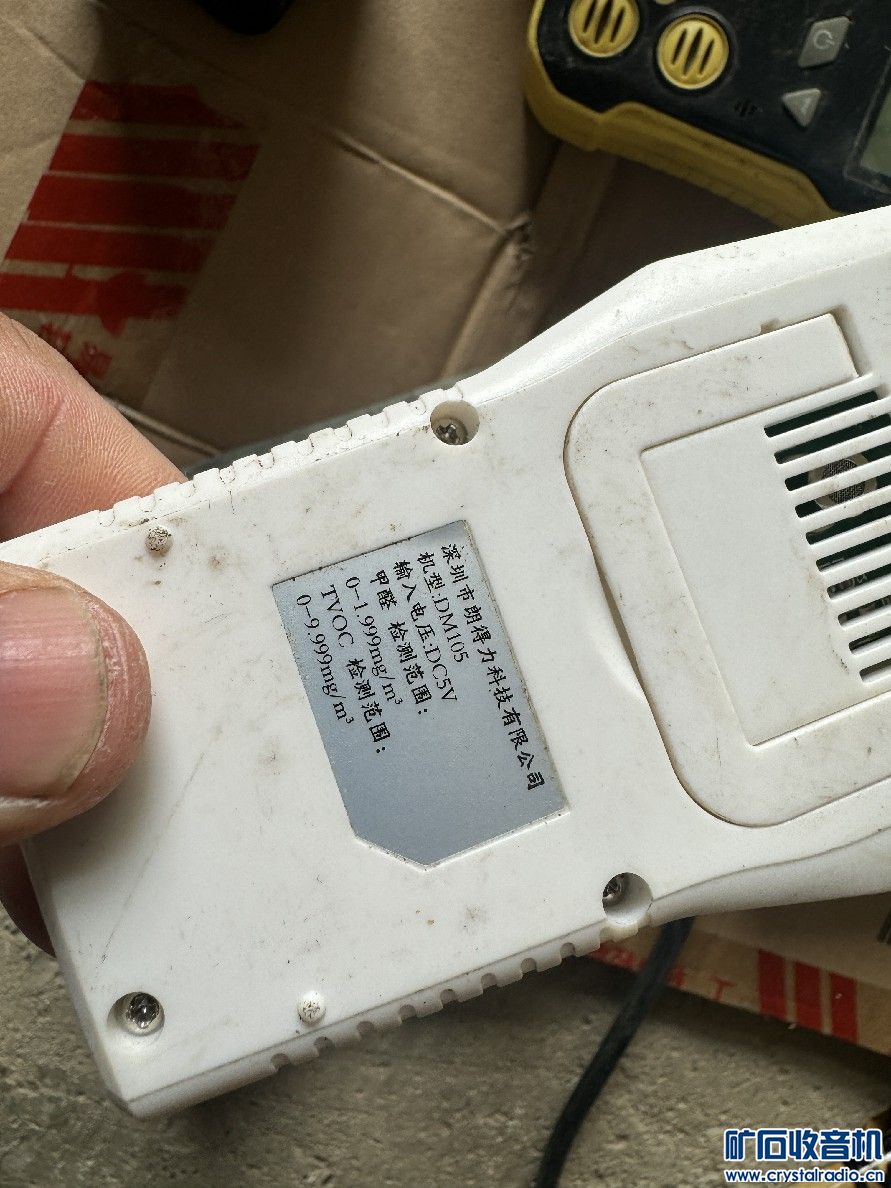 深圳市朗得力科技有限公司
机型:DM105
输入电压:DC5V
甲醛 检测范围:
0-1.999mg/m³
TVOC 检测范围:
0-9.999mg/m³
矿石收音机
www.crystalradio.cn